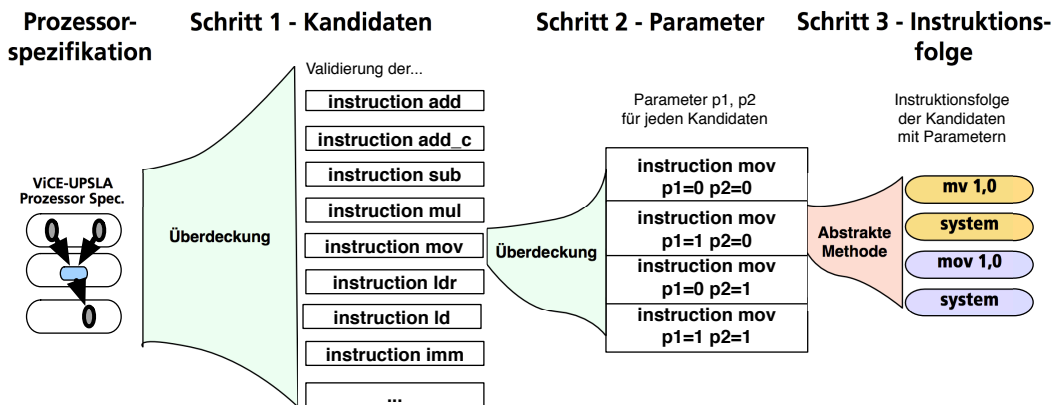 Prozessor-
spezifikation
Schritt 1 - Kandidaten
Schritt 2 - Parameter
Schritt 3 - Instruktions-
folge
Validierung der...
instruction add
instruction add_c
instruction sub
instruction mul
instruction mov
instruction ldr
instruction ld
instruction imm
...
ViCE-UPSLA
Prozessor Spec.
Überdeckung
Überdeckung
Parameter p1, p2
für jeden Kandidaten
instruction mov
p1=0 p2=0
instruction mov
p1=1 p2=0
instruction mov
p1=0 p2=1
instruction mov
p1=1 p2=1
Abstrakte
Methode
Instruktionsfolge
der Kandidaten
mit Parametern
mv 1,0
system
mov 1,0
system